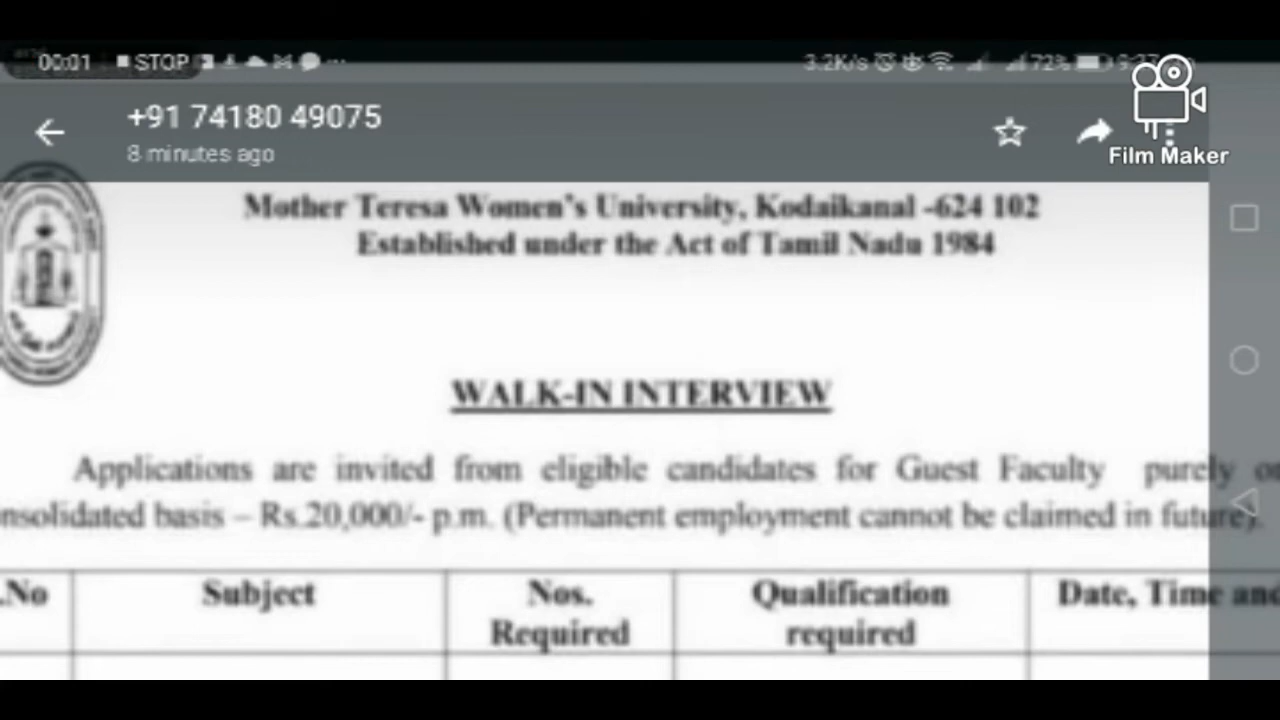 00:01 STOP 3.2K/s 72%
Film Maker
+91 74180 49075
8 minutes ago
Mother Teresa Women's University, Kodaikanal -624 102
Established under the Act of Tamil Nadu 1984
WALK-IN INTERVIEW
Applications are invited from eligible candidates for Guest Faculty purely on
nsolidated basis – Rs.20,000/- p.m. (Permanent employment cannot be claimed in future).
.No Subject Nos. Required Qualification required Date, Time and